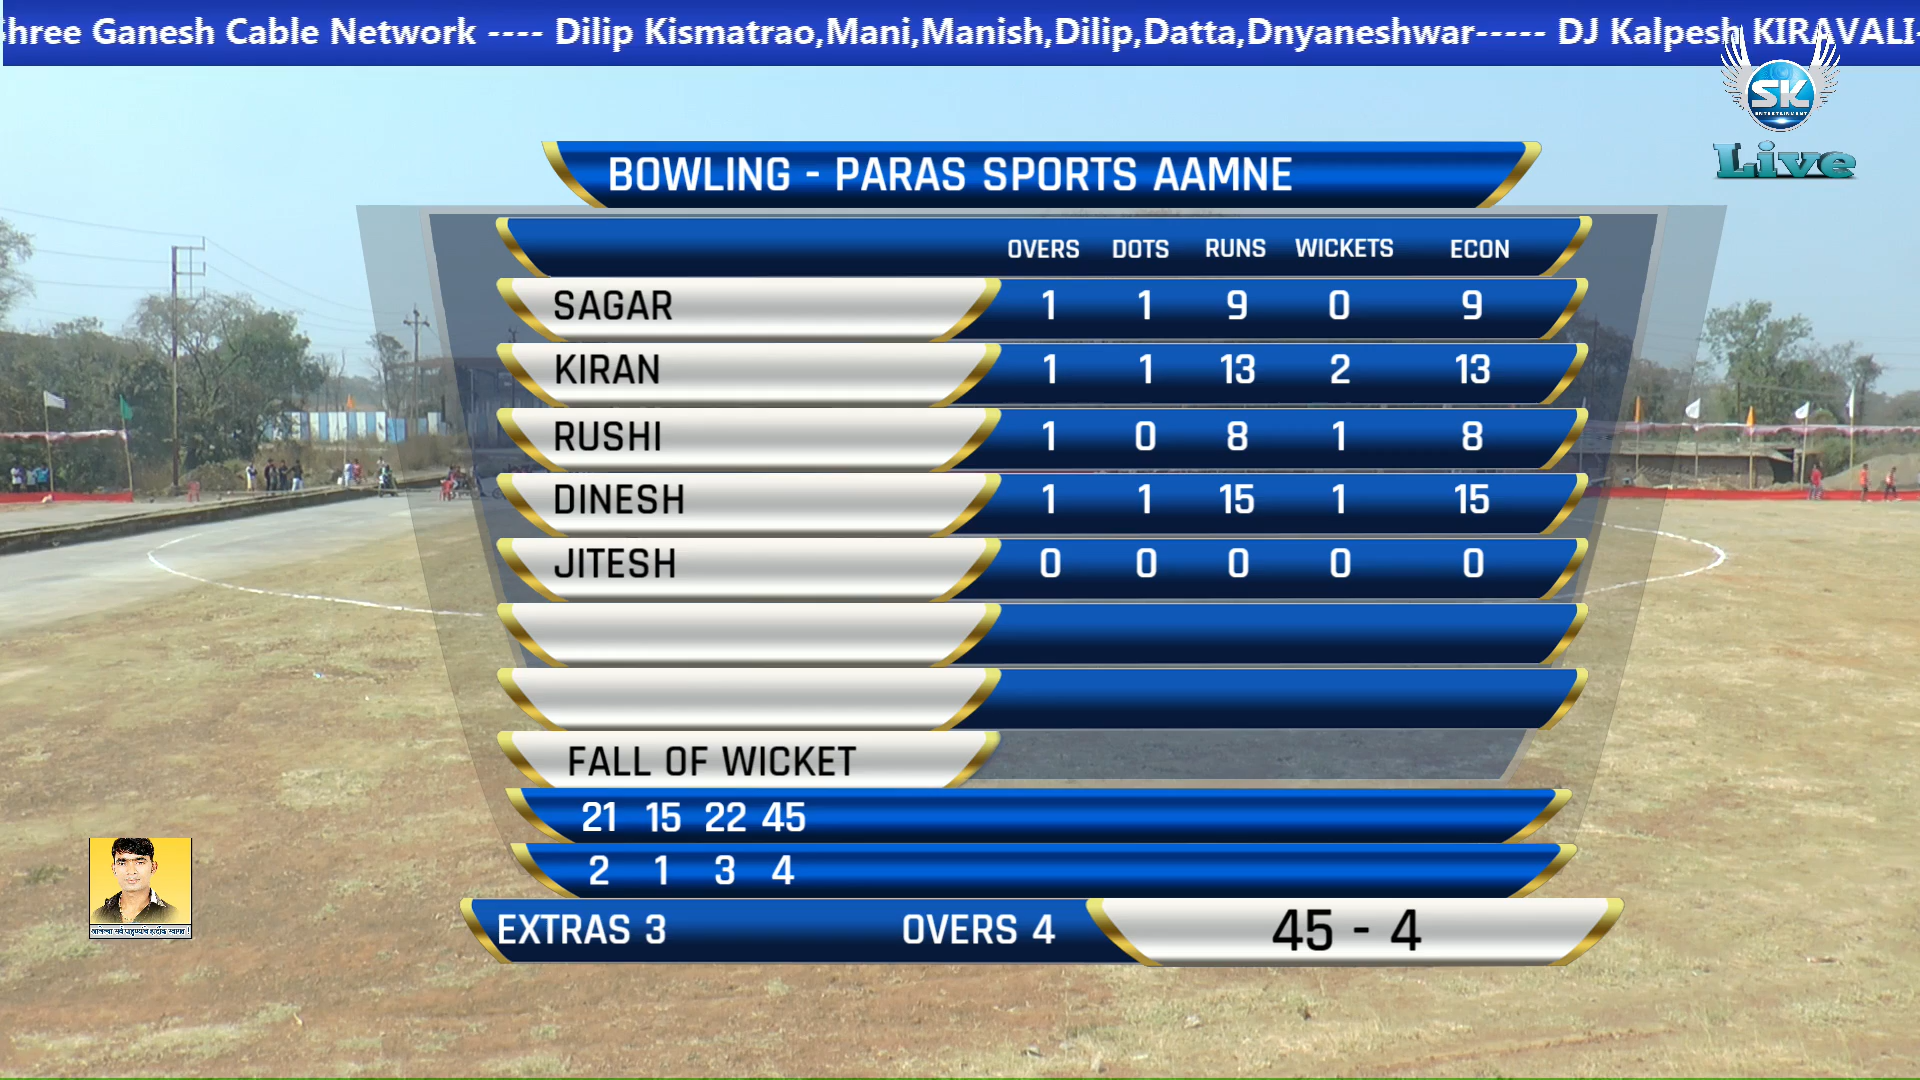 Shree Ganesh Cable Network ---- Dilip Kismatrao,Mani,Manish,Dilip,Datta,Dnyaneshwar----- DJ Kalpesh KIRAVALI-
SK
ENTERTAINMENT
Live
BOWLING - PARAS SPORTS AAMNE
OVERS DOTS RUNS WICKETS ECON
SAGAR 1 1 9 0 9
KIRAN 1 1 13 2 13
RUSHI 1 0 8 1 8
DINESH 1 1 15 1 15
JITESH 0 0 0 0 0
FALL OF WICKET
21 15 22 45
2 1 3 4
EXTRAS 3 OVERS 4 45 - 4